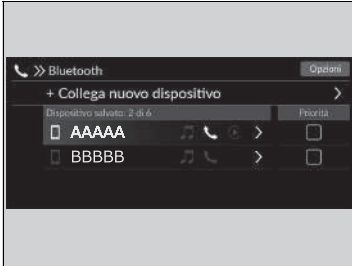 Bluetooth
Opzioni
+ Collega nuovo dispositivo
Dispositivo salvato: 2 di 6
Priorità
AAAAA
BBBBB